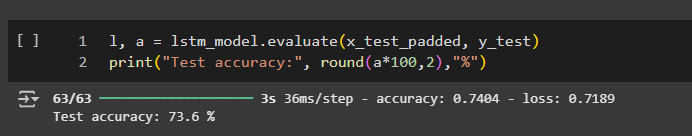 [ ] 1 l, a = lstm_model.evaluate(x_test_padded, y_test)
2 print("Test accuracy:", round(a*100,2),"%")
63/63 ━━━━━━━━━━━━━━━━━━━━ 3s 36ms/step - accuracy: 0.7404 - loss: 0.7189
Test accuracy: 73.6 %